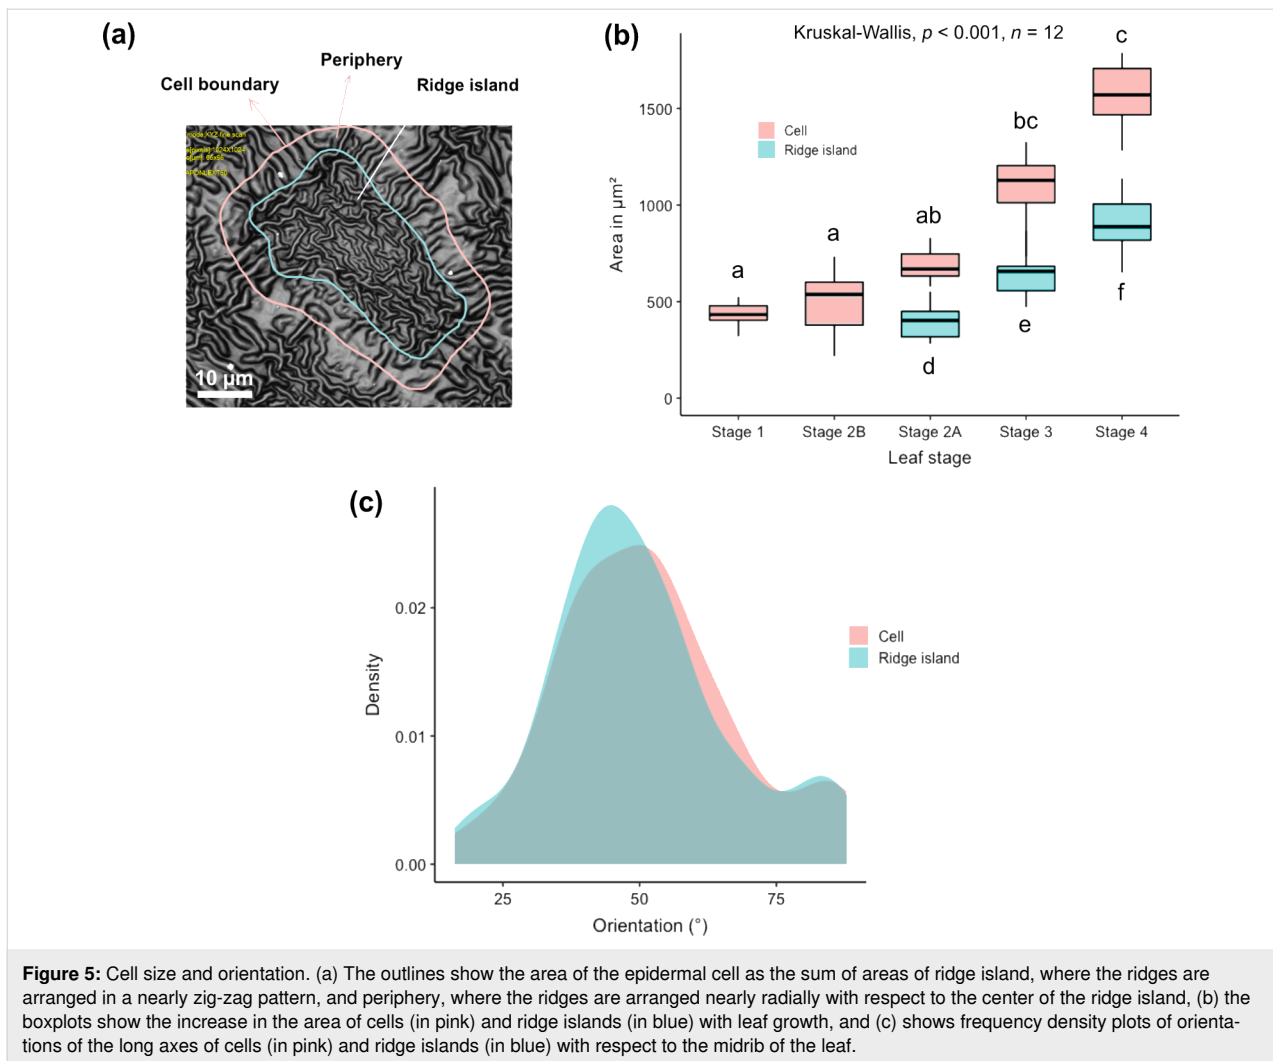 (a)
Periphery
Cell boundary
Ridge island
10 µm
(b)
Kruskal-Wallis, p < 0.001, n = 12
c
bc
ab
a
a
d
e
f
Cell
Ridge island
Area in µm²
1500
1000
500
0
Stage 1 Stage 2B Stage 2A Stage 3 Stage 4
Leaf stage
(c)
Cell
Ridge island
Density
0.02
0.01
0.00
25 50 75
Orientation (°)
Figure 5: Cell size and orientation. (a) The outlines show the area of the epidermal cell as the sum of areas of ridge island, where the ridges are
arranged in a nearly zig-zag pattern, and periphery, where the ridges are arranged nearly radially with respect to the center of the ridge island, (b) the
boxplots show the increase in the area of cells (in pink) and ridge islands (in blue) with leaf growth, and (c) shows frequency density plots of orienta-
tions of the long axes of cells (in pink) and ridge islands (in blue) with respect to the midrib of the leaf.